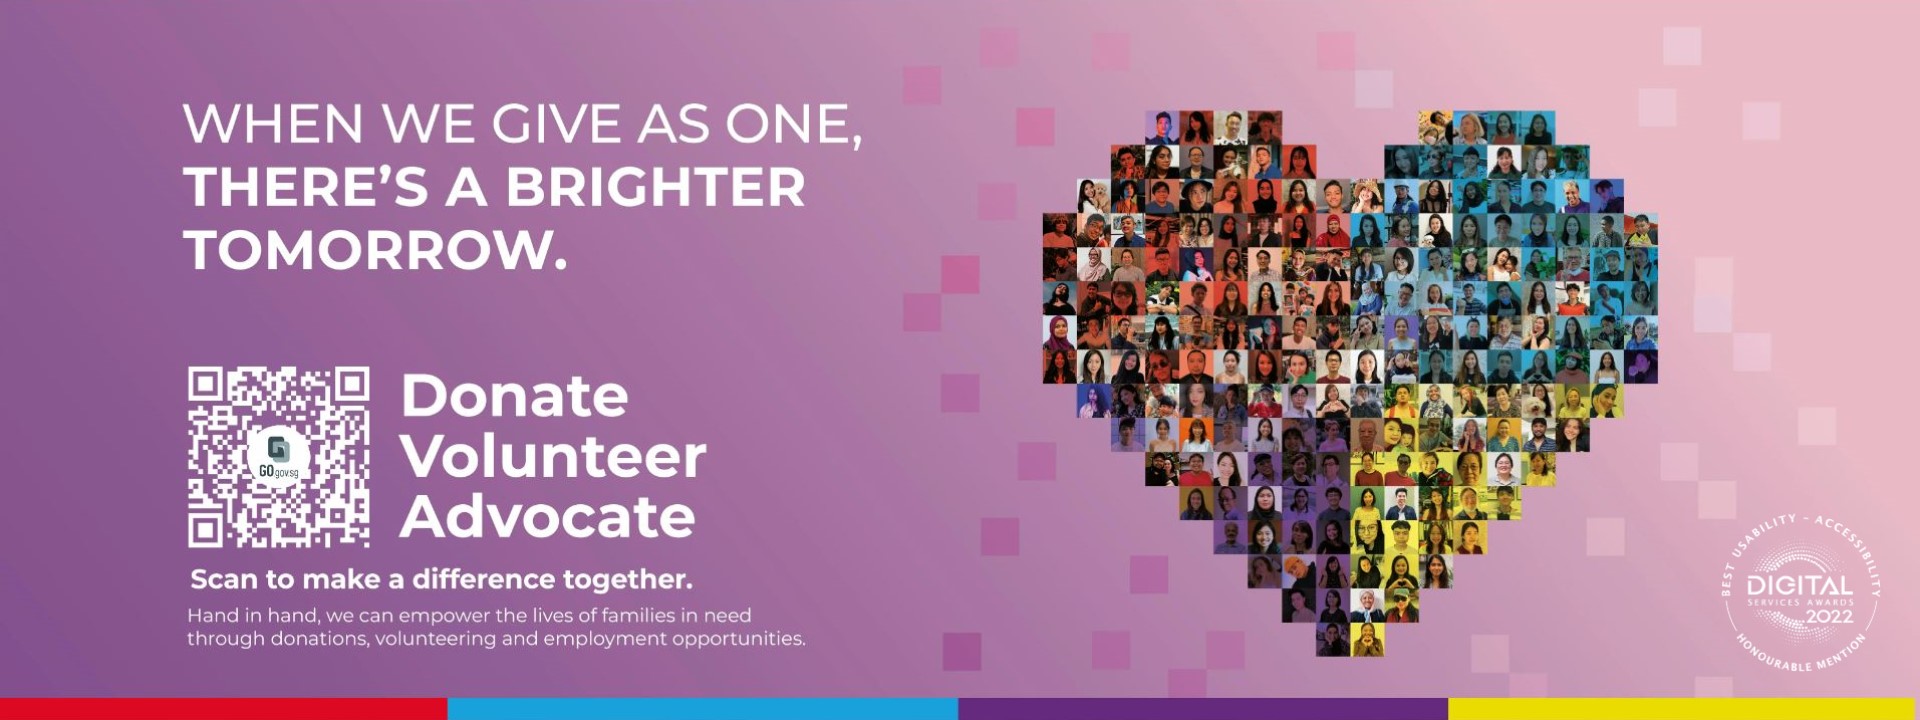 WHEN WE GIVE AS ONE,
THERE'S A BRIGHTER
TOMORROW.
GOgov.sg
Donate
Volunteer
Advocate
Scan to make a difference together.
Hand in hand, we can empower the lives of families in need
through donations, volunteering and employment opportunities.
BEST USABILITY - ACCESSIBILITY
DIGITAL
SERVICES AWARDS
2022
HONOURABLE MENTION